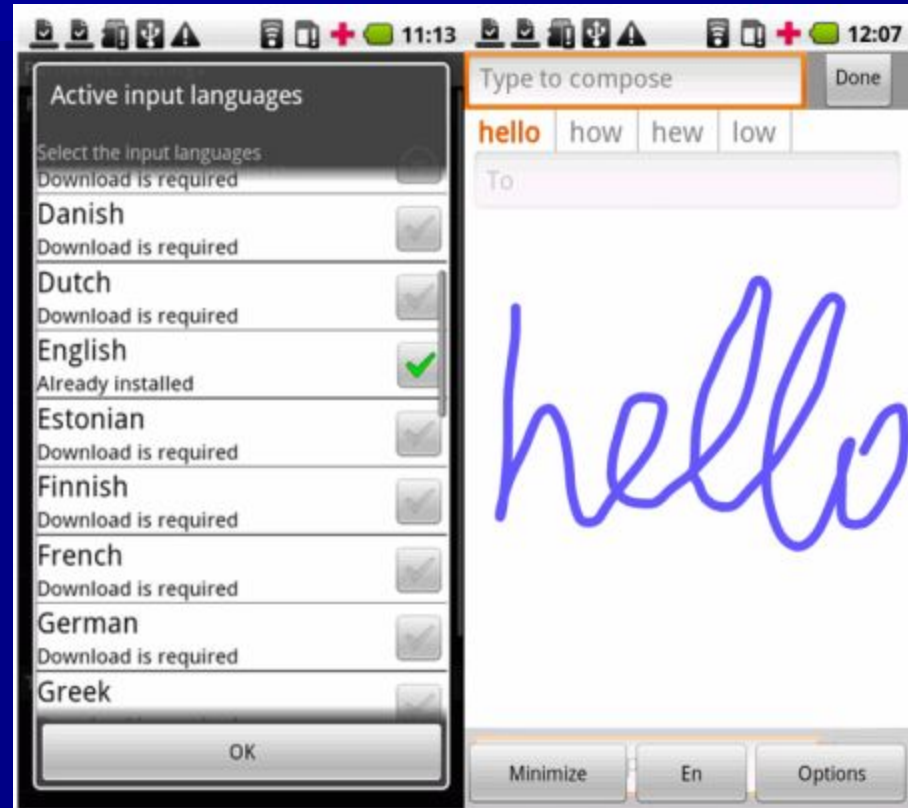 11:13
Active input languages
Select the input languages
Download is required
Danish
Download is required
Dutch
Download is required
English
Already installed
Estonian
Download is required
Finnish
Download is required
French
Download is required
German
Download is required
Greek
OK
12:07
Type to compose
Done
hello how hew low
To
hello
Minimize En Options